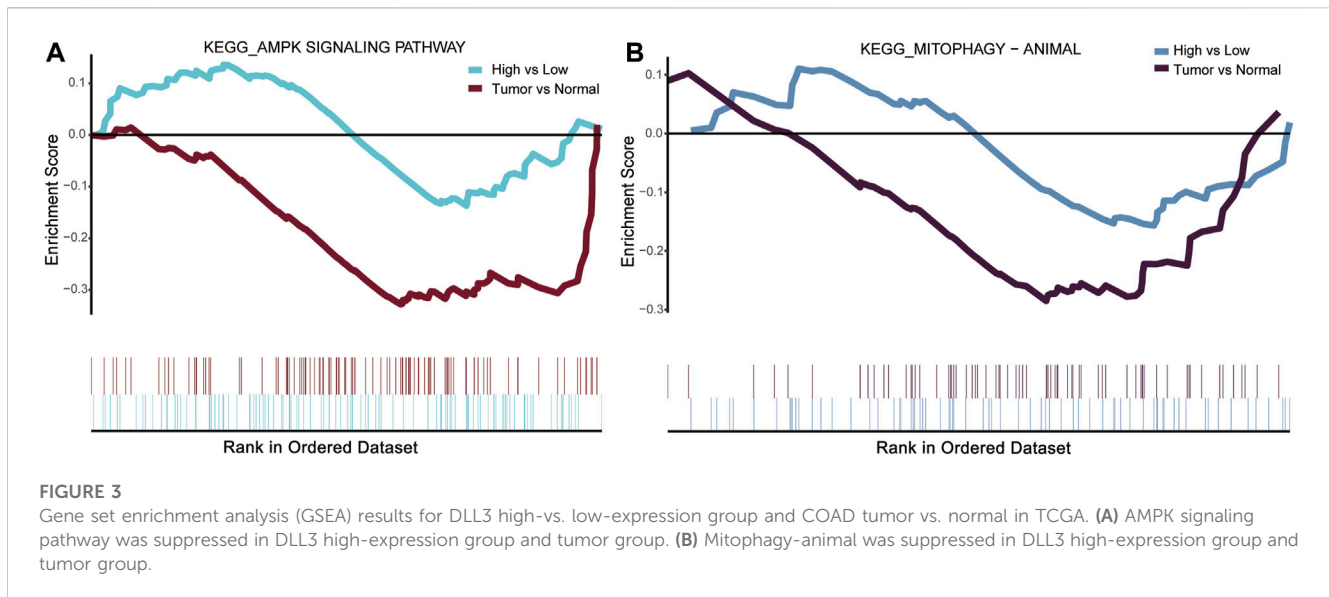 A
KEGG_AMPK SIGNALING PATHWAY
High vs Low
Tumor vs Normal
0.1
0.0
−0.1
−0.2
−0.3
Enrichment Score
Rank in Ordered Dataset
B
KEGG_MITOPHAGY − ANIMAL
High vs Low
Tumor vs Normal
0.1
0.0
−0.1
−0.2
−0.3
Enrichment Score
Rank in Ordered Dataset
FIGURE 3
Gene set enrichment analysis (GSEA) results for DLL3 high-vs. low-expression group and COAD tumor vs. normal in TCGA. (A) AMPK signaling
pathway was suppressed in DLL3 high-expression group and tumor group. (B) Mitophagy-animal was suppressed in DLL3 high-expression group and
tumor group.